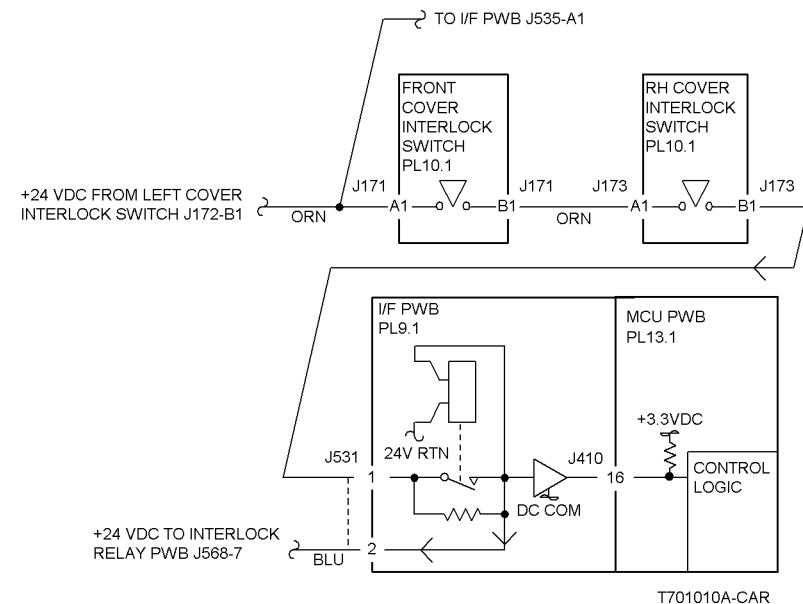 TO I/F PWB J535-A1
FRONT
COVER
INTERLOCK
SWITCH
PL10.1
RH COVER
INTERLOCK
SWITCH
PL10.1
+24 VDC FROM LEFT COVER
INTERLOCK SWITCH J172-B1
ORN
J171
A1
B1
J171
ORN
J173
A1
B1
J173
I/F PWB
PL9.1
MCU PWB
PL13.1
24V RTN
+3.3VDC
J531
1
DC COM
J410
16
CONTROL
LOGIC
+24 VDC TO INTERLOCK
RELAY PWB J568-7
BLU
2
T701010A-CAR